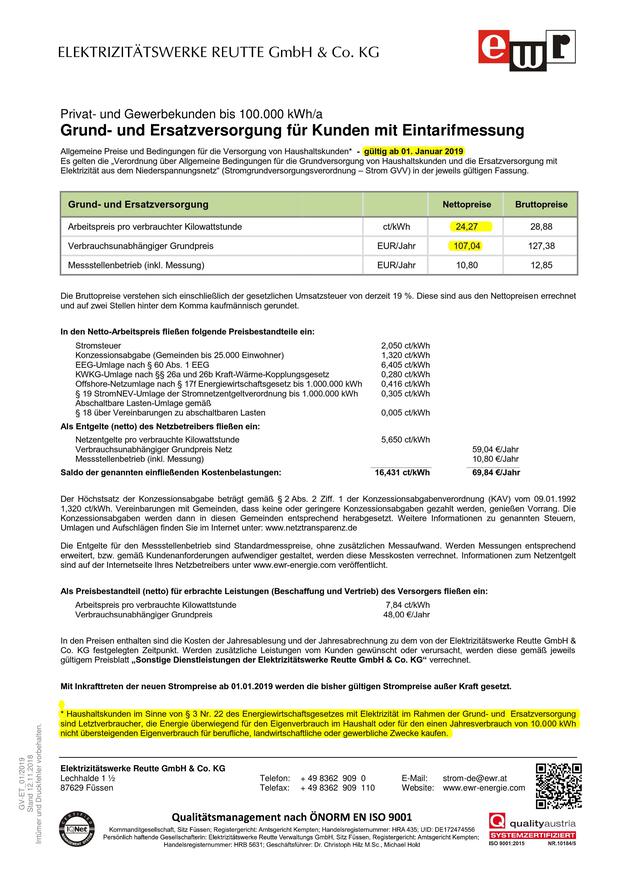 ELEKTRIZITÄTSWERKE REUTTE GmbH & Co. KG
ewr
Privat- und Gewerbekunden bis 100.000 kWh/a
Grund- und Ersatzversorgung für Kunden mit Eintarifmessung
Allgemeine Preise und Bedingungen für die Versorgung von Haushaltskunden* - gültig ab 01. Januar 2019
Es gelten die „Verordnung über Allgemeine Bedingungen für die Grundversorgung von Haushaltskunden und die Ersatzversorgung mit
Elektrizität aus dem Niederspannungsnetz" (Stromgrundversorgungsverordnung – Strom GVV) in der jeweils gültigen Fassung.
Grund- und Ersatzversorgung Nettopreise Bruttopreise
Arbeitspreis pro verbrauchter Kilowattstunde ct/kWh 24,27 28,88
Verbrauchsunabhängiger Grundpreis EUR/Jahr 107,04 127,38
Messstellenbetrieb (inkl. Messung) EUR/Jahr 10,80 12,85
Die Bruttopreise verstehen sich einschließlich der gesetzlichen Umsatzsteuer von derzeit 19 %. Diese sind aus den Nettopreisen errechnet
und auf zwei Stellen hinter dem Komma kaufmännisch gerundet.
In den Netto-Arbeitspreis fließen folgende Preisbestandteile ein:
Stromsteuer 2,050 ct/kWh
Konzessionsabgabe (Gemeinden bis 25.000 Einwohner) 1,320 ct/kWh
EEG-Umlage nach § 60 Abs. 1 EEG 6,405 ct/kWh
KWKG-Umlage nach §§ 26a und 26b Kraft-Wärme-Kopplungsgesetz 0,280 ct/kWh
Offshore-Netzumlage nach § 17f Energiewirtschaftsgesetz bis 1.000.000 kWh 0,416 ct/kWh
§ 19 StromNEV-Umlage der Stromnetzentgeltverordnung bis 1.000.000 kWh 0,305 ct/kWh
Abschaltbare Lasten-Umlage gemäß
§ 18 über Vereinbarungen zu abschaltbaren Lasten 0,005 ct/kWh
Als Entgelte (netto) des Netzbetreibers fließen ein:
Netzentgelte pro verbrauchte Kilowattstunde 5,650 ct/kWh
Verbrauchsunabhängiger Grundpreis Netz 59,04 €/Jahr
Messstellenbetrieb (inkl. Messung) 10,80 €/Jahr
Saldo der genannten einfließenden Kostenbelastungen: 16,431 ct/kWh 69,84 €/Jahr
Der Höchstsatz der Konzessionsabgabe beträgt gemäß § 2 Abs. 2 Ziff. 1 der Konzessionsabgabenverordnung (KAV) vom 09.01.1992
1,320 ct/kWh. Vereinbarungen mit Gemeinden, dass keine oder geringere Konzessionsabgaben gezahlt werden, genießen Vorrang. Die
Konzessionsabgaben werden dann in diesen Gemeinden entsprechend herabgesetzt. Weitere Informationen zu genannten Steuern,
Umlagen und Aufschlägen finden Sie im Internet unter: www.netztransparenz.de
Die Entgelte für den Messstellenbetrieb sind Standardmesspreise, ohne zusätzlichen Messaufwand. Werden Messungen entsprechend
erweitert, bzw. gemäß Kundenanforderungen aufwendiger gestaltet, werden diese Messkosten verrechnet. Informationen zum Netzentgelt
sind auf der Internetseite Ihres Netzbetreibers unter www.ewr-energie.com veröffentlicht.
Als Preisbestandteil (netto) für erbrachte Leistungen (Beschaffung und Vertrieb) des Versorgers fließen ein:
Arbeitspreis pro verbrauchte Kilowattstunde 7,84 ct/kWh
Verbrauchsunabhängiger Grundpreis 48,00 €/Jahr
In den Preisen enthalten sind die Kosten der Jahresablesung und der Jahresabrechnung zu dem von der Elektrizitätswerke Reutte GmbH &
Co. KG festgelegten Zeitpunkt. Werden zusätzliche Leistungen vom Kunden gewünscht oder verursacht, werden diese gemäß jeweils
gültigem Preisblatt „Sonstige Dienstleistungen der Elektrizitätswerke Reutte GmbH & Co. KG" verrechnet.
Mit Inkrafttreten der neuen Strompreise ab 01.01.2019 werden die bisher gültigen Strompreise außer Kraft gesetzt.
* Haushaltskunden im Sinne von § 3 Nr. 22 des Energiewirtschaftsgesetzes mit Elektrizität im Rahmen der Grund- und Ersatzversorgung
sind Letztverbraucher, die Energie überwiegend für den Eigenverbrauch im Haushalt oder für den einen Jahresverbrauch von 10.000 kWh
nicht übersteigenden Eigenverbrauch für berufliche, landwirtschaftliche oder gewerbliche Zwecke kaufen.
GV-ET_01/2019
Stand 12.11.2018
Irrtümer und Druckfehler vorbehalten.
Elektrizitätswerke Reutte GmbH & Co. KG
Lechhalde 1 ½ Telefon: + 49 8362 909 0 E-Mail: strom-de@ewr.at
87629 Füssen Telefax: + 49 8362 909 110 Website: www.ewr-energie.com
Qualitätsmanagement nach ÖNORM EN ISO 9001
Kommanditgesellschaft, Sitz Füssen; Registergericht: Amtsgericht Kempten; Handelsregisternummer: HRA 435; UID: DE172474556
Persönlich haftende Gesellschafterin: Elektrizitätswerke Reutte Verwaltungs GmbH, Sitz Füssen, Registergericht: Amtsgericht Kempten;
Handelsregisternummer: HRB 5631; Geschäftsführer: Dr. Christoph Hilz M.Sc., Michael Hold
IQNet
qualityaustria
SYSTEMZERTIFIZIERT
ISO 9001:2015 NR.10184/5